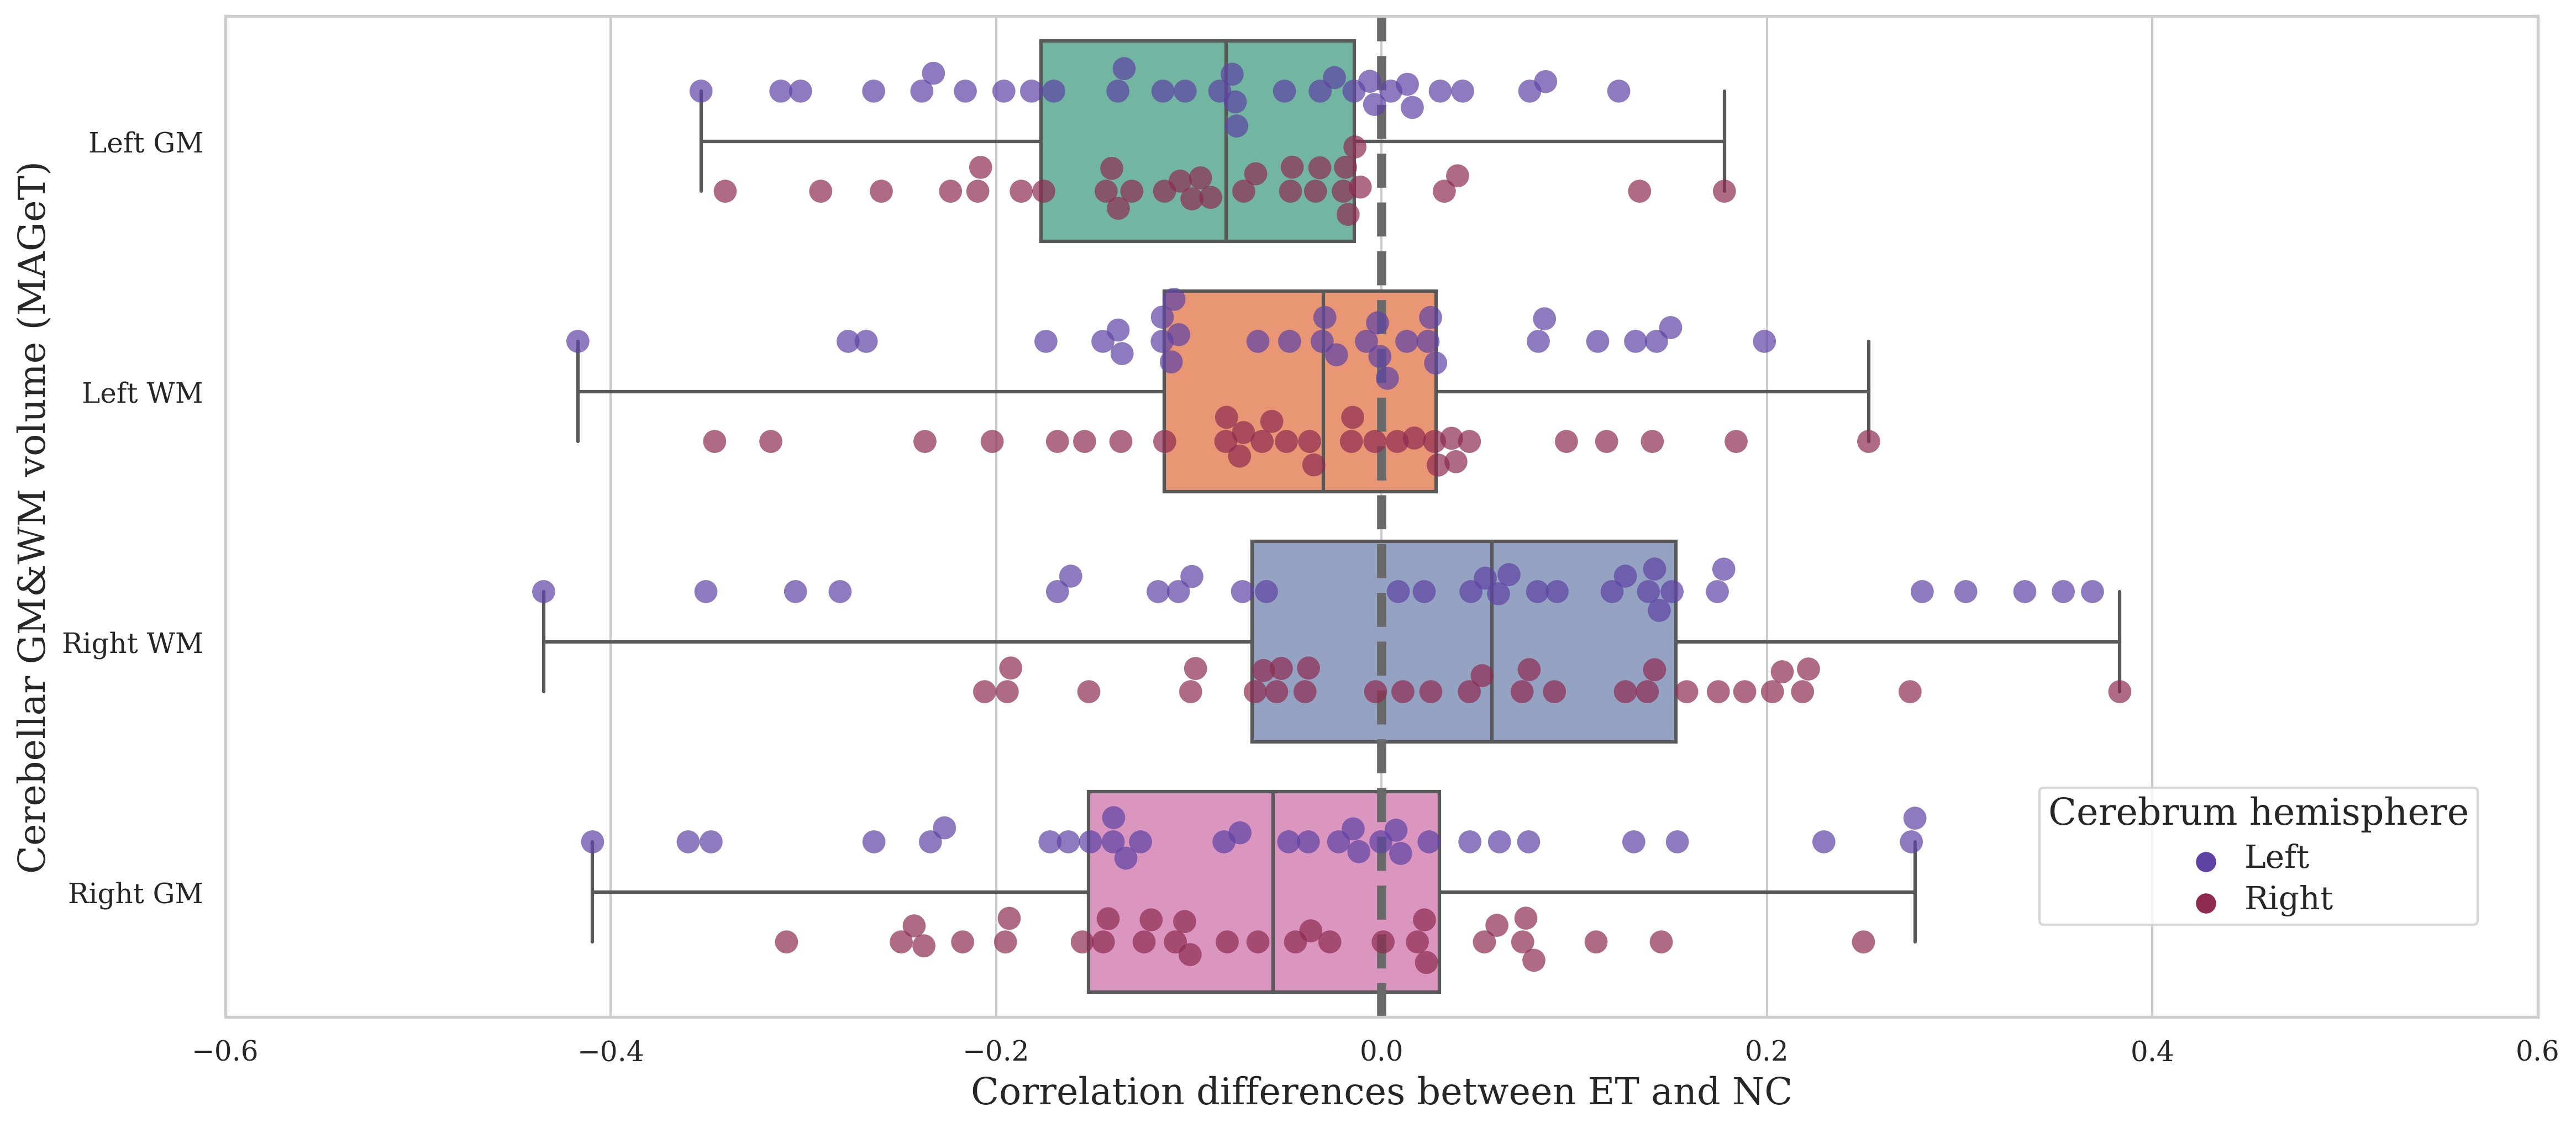 Cerebellar GM&WM volume (MAGeT)
Left GM
Left WM
Right WM
Right GM
Cerebrum hemisphere
Left
Right
−0.6 −0.4 −0.2 0.0 0.2 0.4 0.6
Correlation differences between ET and NC